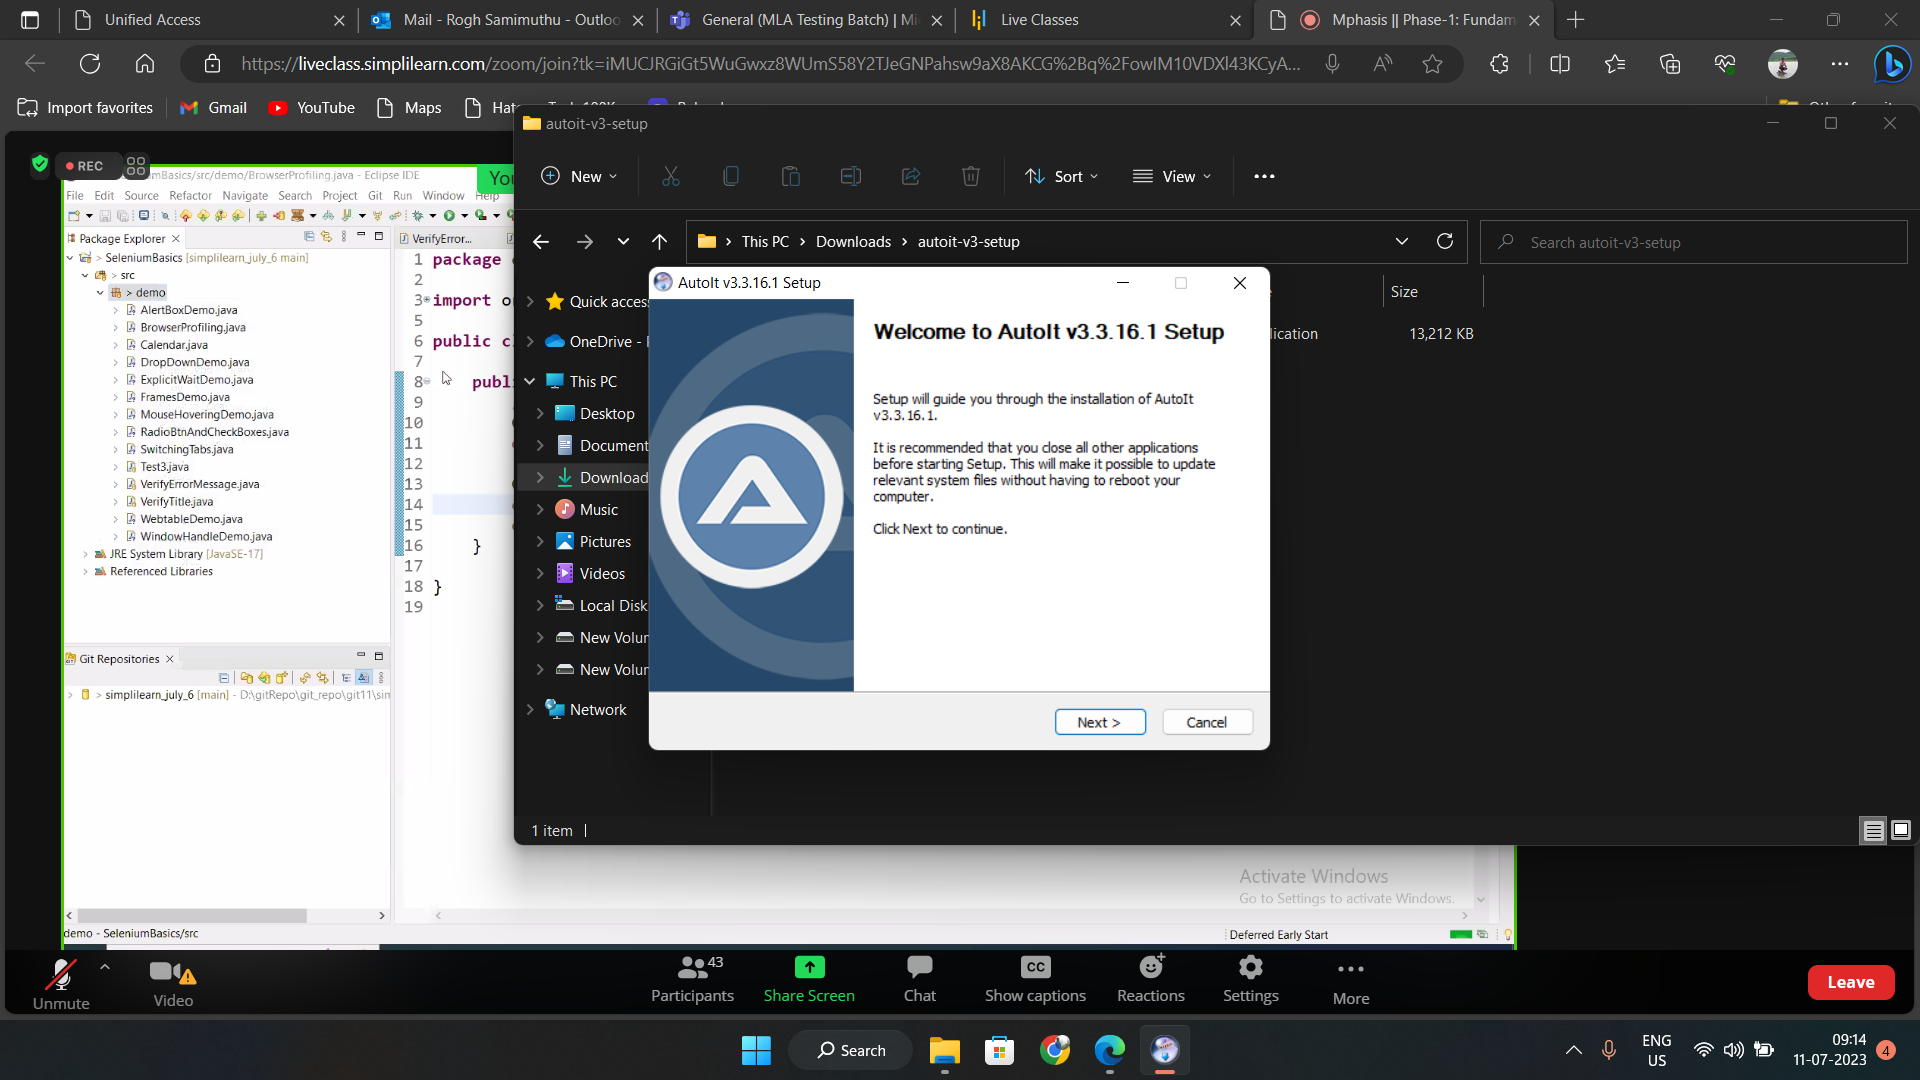 Unified Access
Mail - Rogh Samimuthu - Outloo
General (MLA Testing Batch) | Mi
Live Classes
Mphasis || Phase-1: Fundam
https://liveclass.simplilearn.com/zoom/join?tk=iMUCJRGiGt5WuGwxz8WUmS58Y2TJeGNPahsw9aX8AKCG%2Bq%2FowIM10VDXl43KCyA...
Import favorites
Gmail
YouTube
Maps
REC
mBasics/src/demo/BrowserProfiling.java - Eclipse IDE
You
File Edit Source Refactor Navigate Search Project Git Run Window Help
Package Explorer
VerifyError...
> SeleniumBasics [simplilearn_july_6 main]
> src
> demo
AlertBoxDemo.java
BrowserProfiling.java
Calendar.java
DropDownDemo.java
ExplicitWaitDemo.java
FramesDemo.java
MouseHoveringDemo.java
RadioBtnAndCheckBoxes.java
SwitchingTabs.java
Test3.java
VerifyErrorMessage.java
VerifyTitle.java
WebtableDemo.java
WindowHandleDemo.java
JRE System Library [JavaSE-17]
Referenced Libraries
Git Repositories
> simplilearn_july_6 [main] - D:\gitRepo\git_repo\git11\sim
1 package
2
3 import o
5
6 public c
7
8 publ
9
10
11
12
13
14
15
16 }
17
18 }
19
autoit-v3-setup
New
Sort
View
This PC > Downloads > autoit-v3-setup
Search autoit-v3-setup
Size
lication
13,212 KB
Quick acces
OneDrive -
This PC
Desktop
Document
Download
Music
Pictures
Videos
Local Disk
New Volu
New Volu
Network
1 item
AutoIt v3.3.16.1 Setup
Welcome to AutoIt v3.3.16.1 Setup
Setup will guide you through the installation of AutoIt
v3.3.16.1.
It is recommended that you close all other applications
before starting Setup. This will make it possible to update
relevant system files without having to reboot your
computer.
Click Next to continue.
Next >
Cancel
Activate Windows
Go to Settings to activate Windows.
demo - SeleniumBasics/src
Deferred Early Start
Unmute
Video
43
Participants
Share Screen
Chat
CC
Show captions
Reactions
Settings
More
Leave
Search
ENG
US
09:14
11-07-2023
4